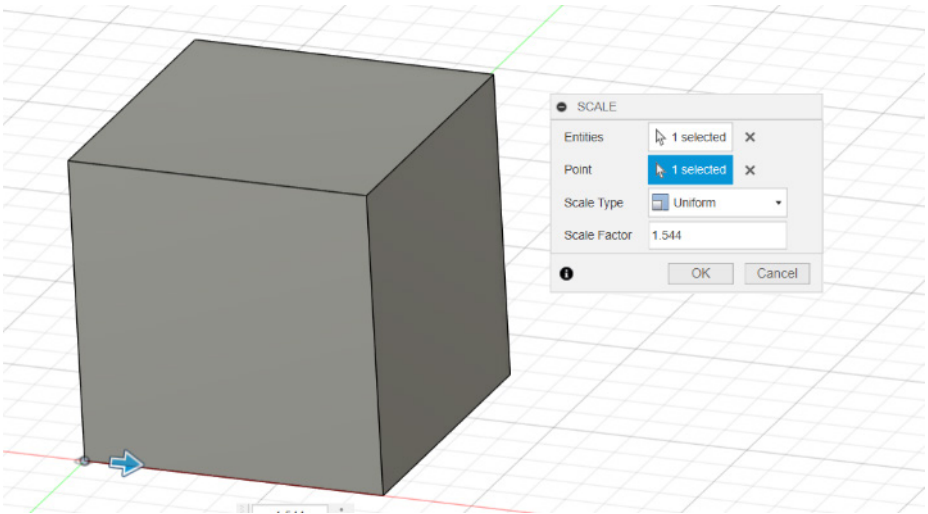 SCALE
Entities 1 selected
Point 1 selected
Scale Type Uniform
Scale Factor 1.544
OK Cancel